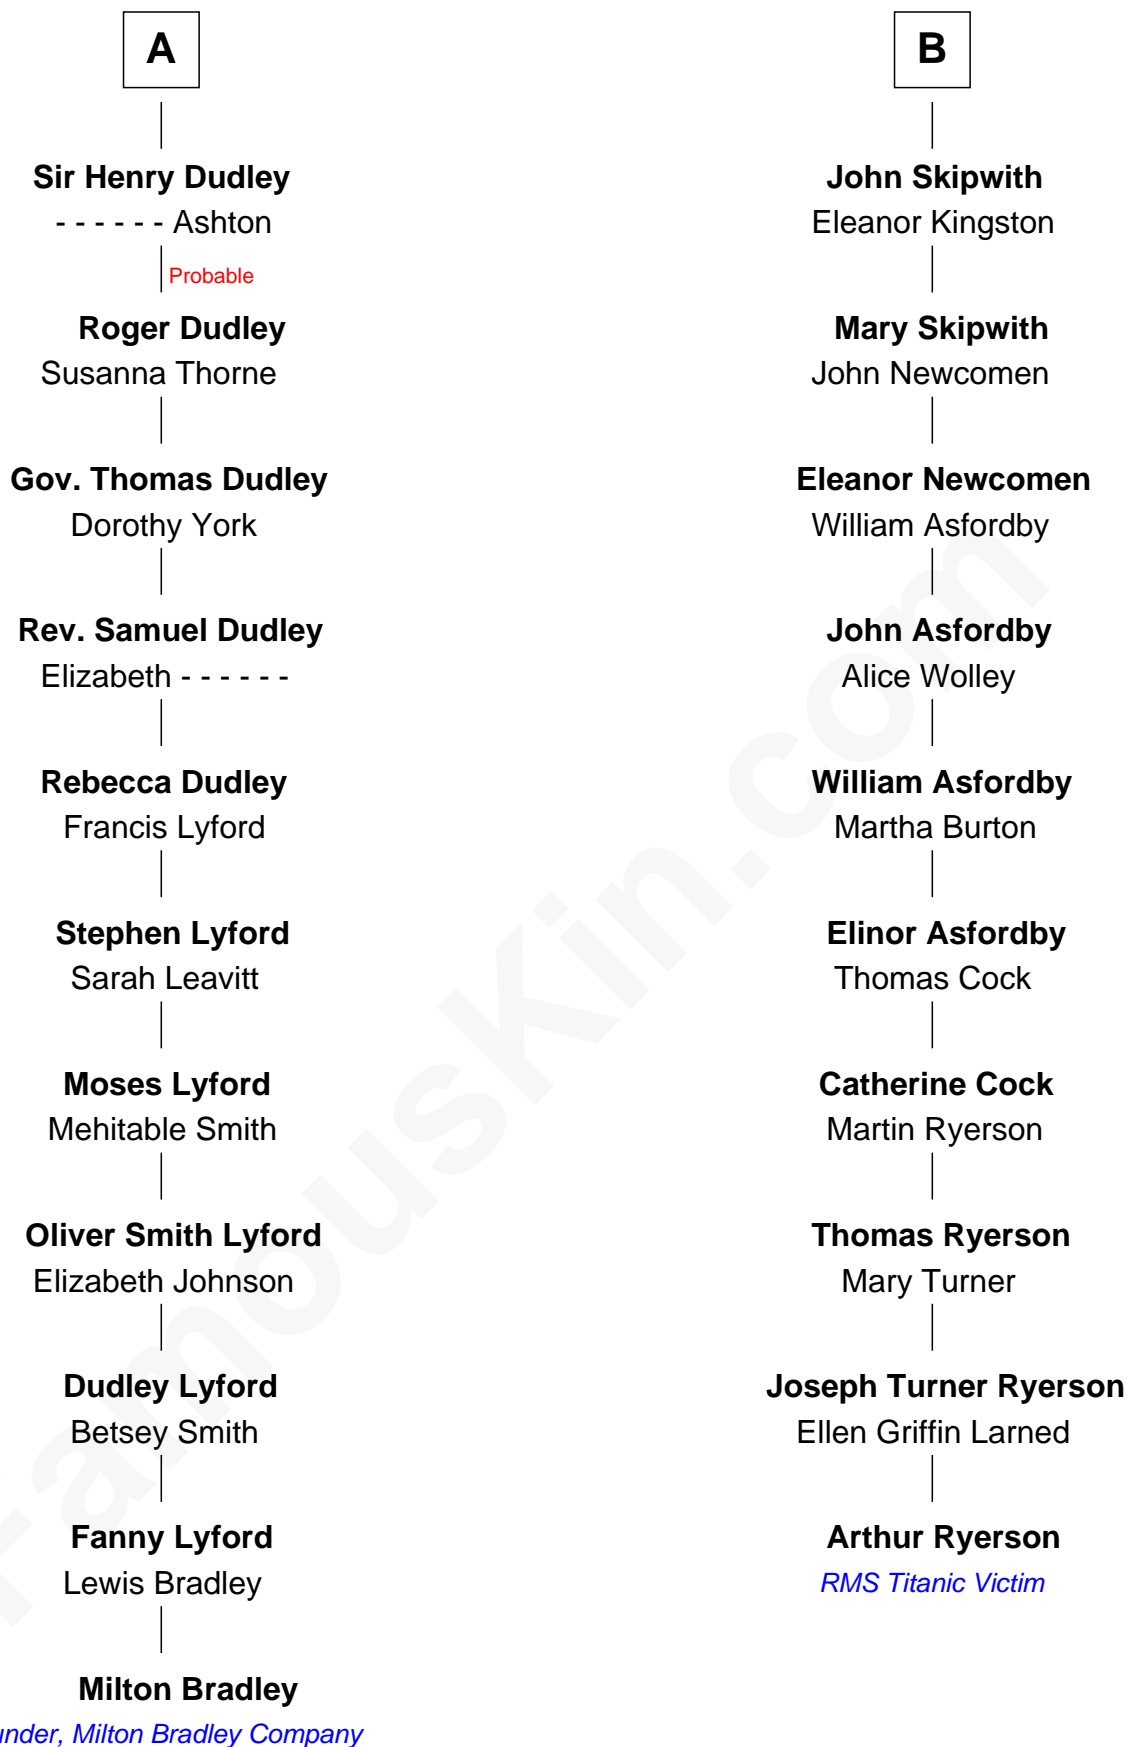 A
Sir Henry Dudley
- - - - - - Ashton
Probable
Roger Dudley
Susanna Thorne
Gov. Thomas Dudley
Dorothy York
Rev. Samuel Dudley
Elizabeth - - - - - -
Rebecca Dudley
Francis Lyford
Stephen Lyford
Sarah Leavitt
Moses Lyford
Mehitable Smith
Oliver Smith Lyford
Elizabeth Johnson
Dudley Lyford
Betsey Smith
Fanny Lyford
Lewis Bradley
Milton Bradley
under, Milton Bradley Company
B
John Skipwith
Eleanor Kingston
Mary Skipwith
John Newcomen
Eleanor Newcomen
William Asfordby
John Asfordby
Alice Wolley
William Asfordby
Martha Burton
Elinor Asfordby
Thomas Cock
Catherine Cock
Martin Ryerson
Thomas Ryerson
Mary Turner
Joseph Turner Ryerson
Ellen Griffin Larned
Arthur Ryerson
RMS Titanic Victim
FamousKin.com